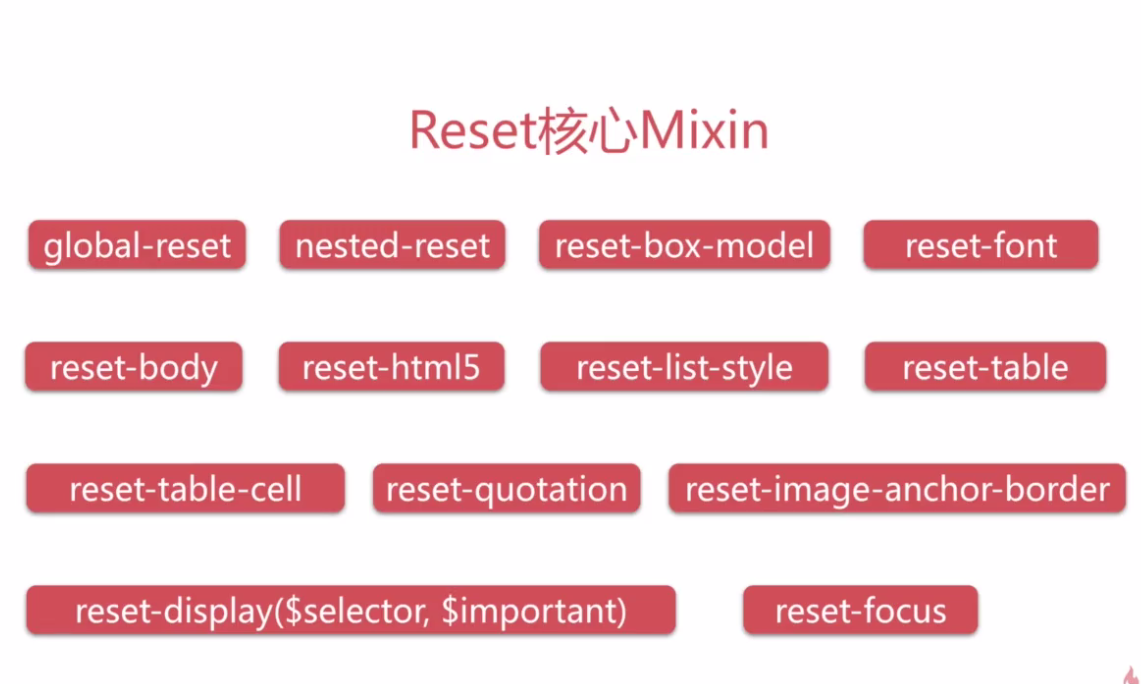 Reset核心Mixin
global-reset nested-reset reset-box-model reset-font
reset-body reset-html5 reset-list-style reset-table
reset-table-cell reset-quotation reset-image-anchor-border
reset-display($selector, $important) reset-focus